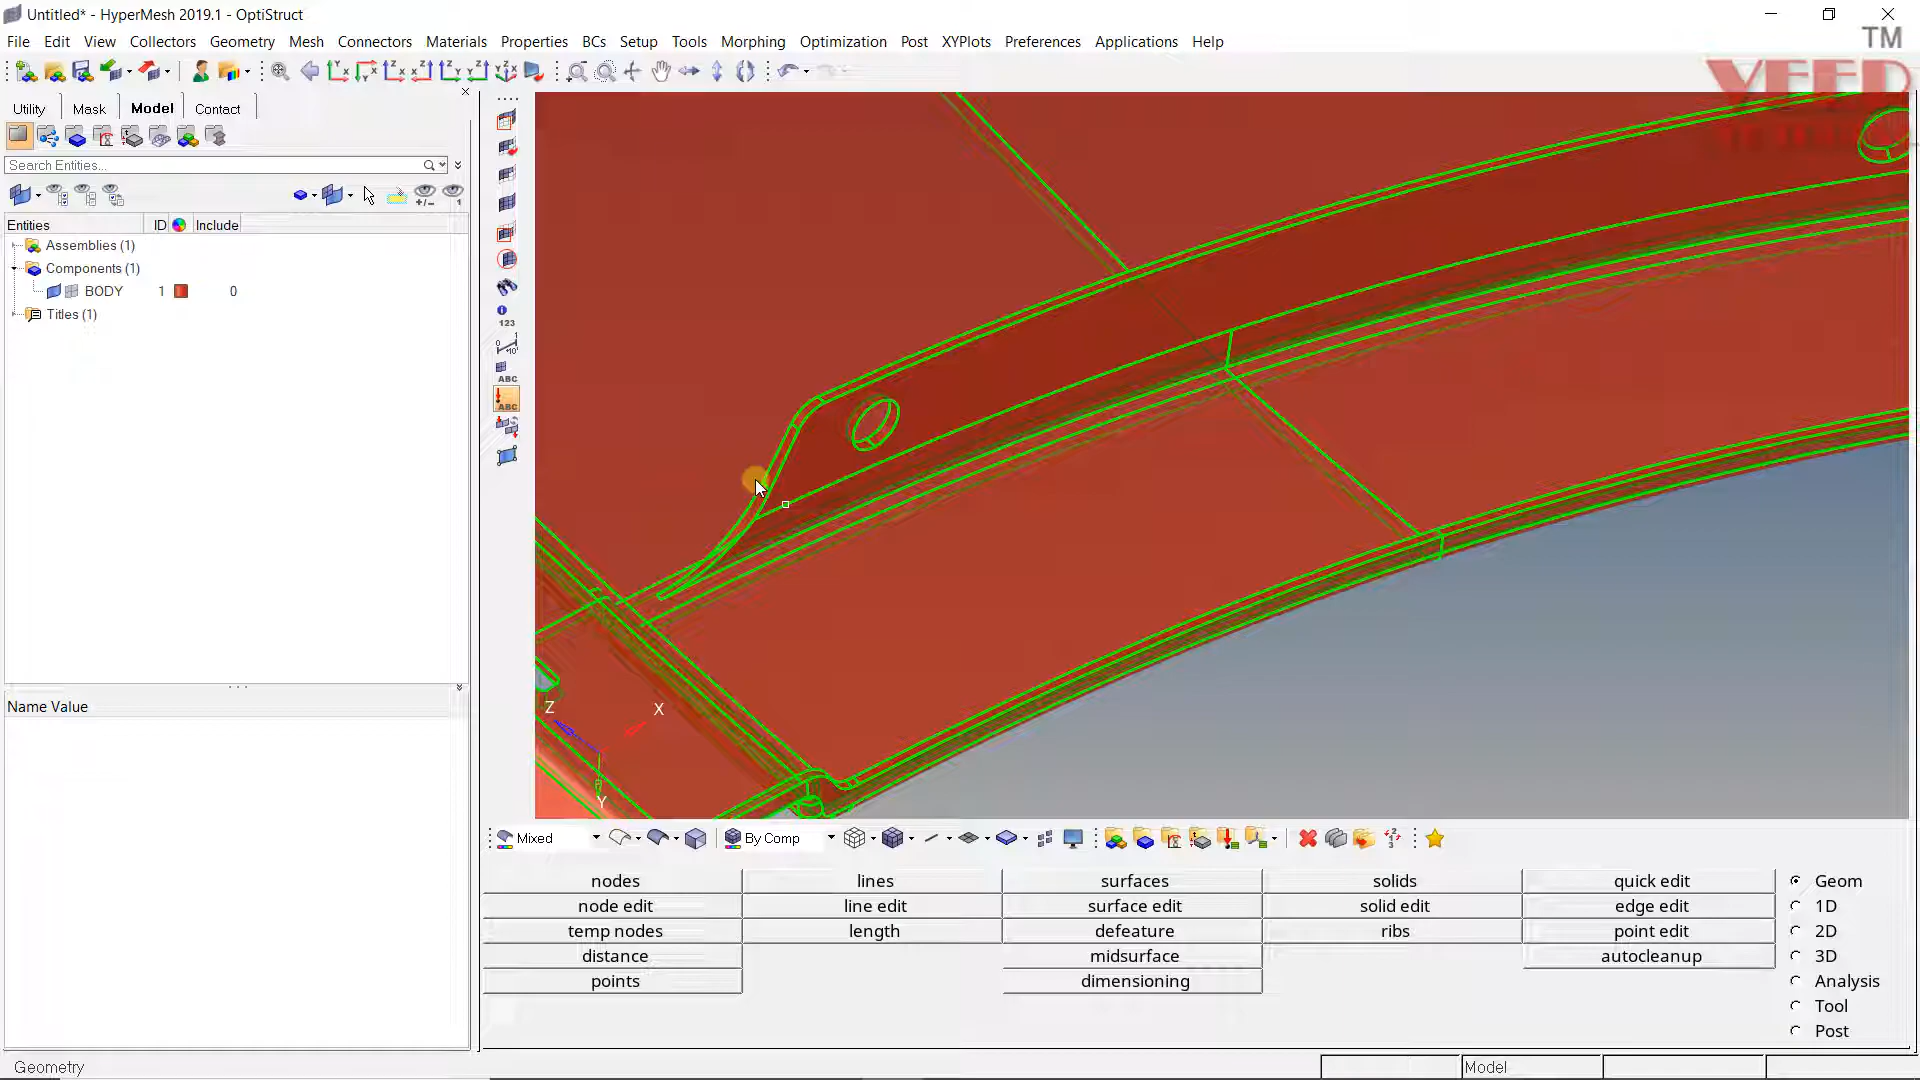 Untitled* - HyperMesh 2019.1 - OptiStruct
File Edit View Collectors Geometry Mesh Connectors Materials Properties BCs Setup Tools Morphing Optimization Post XYPlots Preferences Applications Help
TM
Utility Mask Model Contact
Search Entities...
Entities ID Include
Assemblies (1)
Components (1)
BODY 1 0
Titles (1)
123
ABC
ABC
Name Value
Z X
Y
Mixed By Comp
nodes lines surfaces solids quick edit Geom
node edit line edit surface edit solid edit edge edit 1D
temp nodes length defeature ribs point edit 2D
distance midsurface autocleanup 3D
points dimensioning Analysis
Tool
Post
Geometry Model